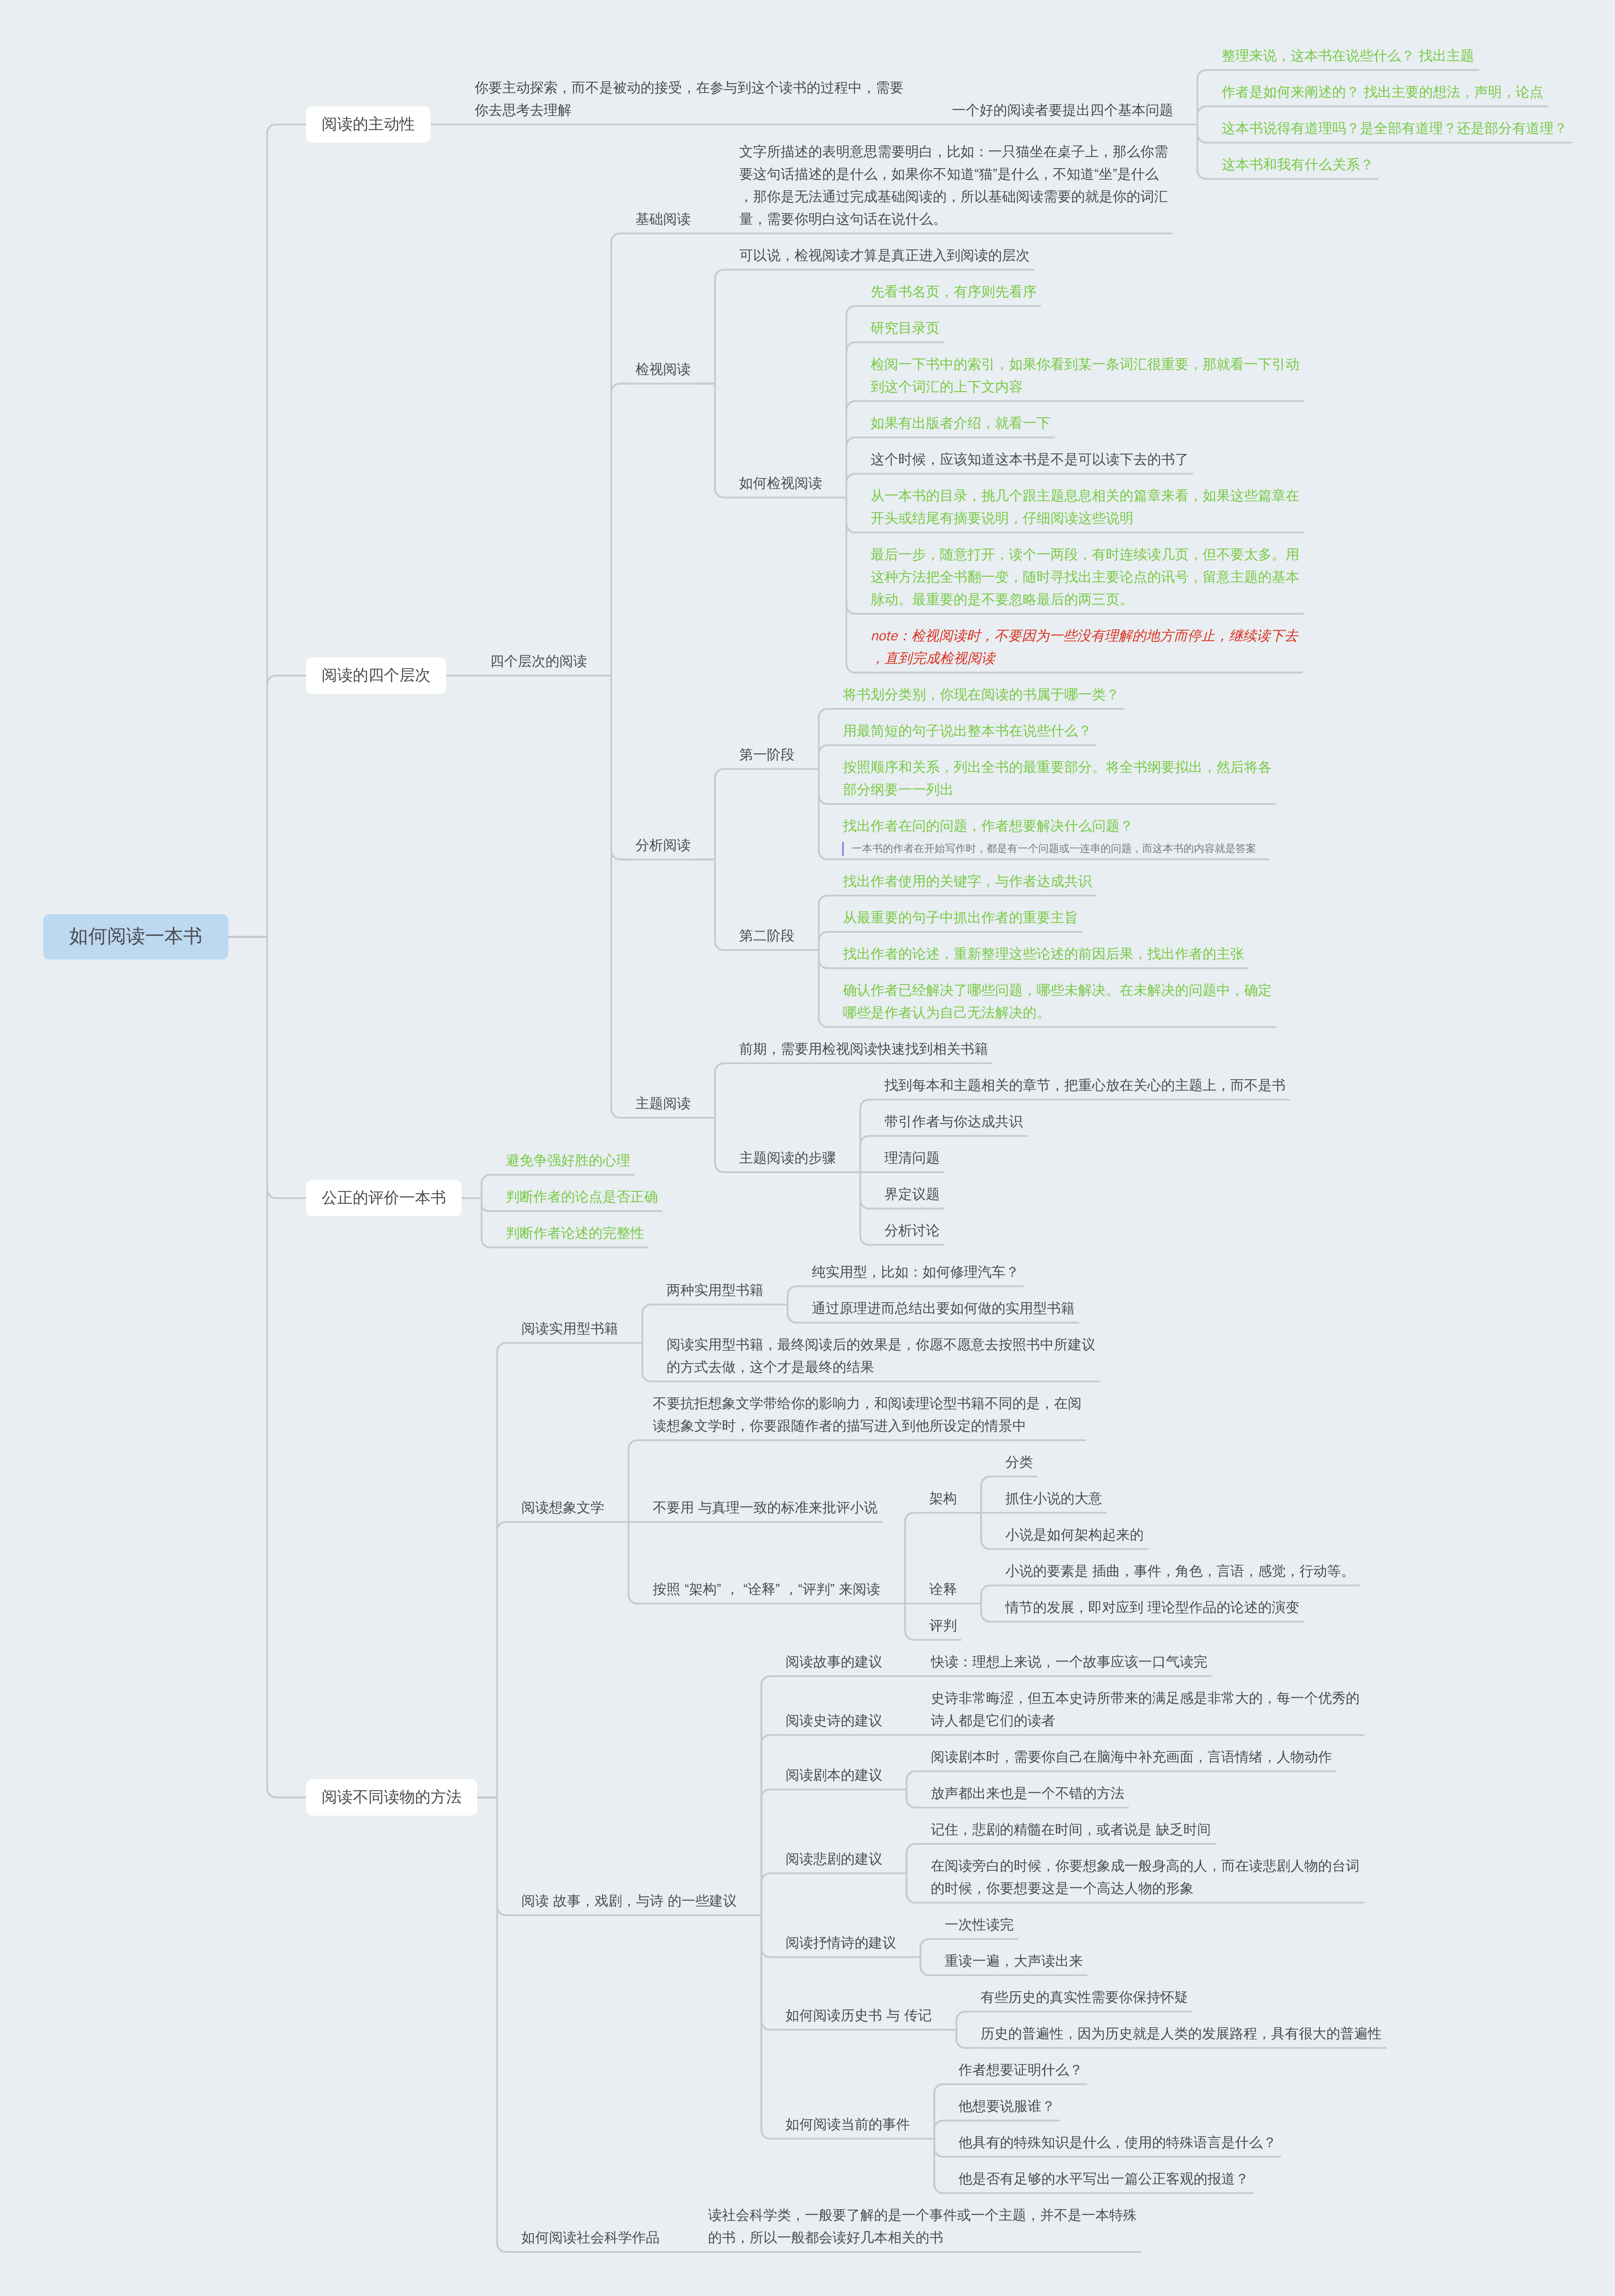 如何阅读一本书
阅读的主动性
你要主动探索，而不是被动的接受，在参与到这个读书的过程中，需要
你去思考去理解
一个好的阅读者要提出四个基本问题
整理来说，这本书在说些什么？ 找出主题
作者是如何来阐述的？ 找出主要的想法，声明，论点
这本书说得有道理吗？是全部有道理？还是部分有道理？
这本书和我有什么关系？
阅读的四个层次
四个层次的阅读
基础阅读
文字所描述的表明意思需要明白，比如：一只猫坐在桌子上，那么你需
要这句话描述的是什么，如果你不知道“猫”是什么，不知道“坐”是什么
，那你是无法通过完成基础阅读的，所以基础阅读需要的就是你的词汇
量，需要你明白这句话在说什么。
检视阅读
可以说，检视阅读才算是真正进入到阅读的层次
如何检视阅读
先看书名页，有序则先看序
研究目录页
检阅一下书中的索引，如果你看到某一条词汇很重要，那就看一下引动
到这个词汇的上下文内容
如果有出版者介绍，就看一下
这个时候，应该知道这本书是不是可以读下去的书了
从一本书的目录，挑几个跟主题息息相关的篇章来看，如果这些篇章在
开头或结尾有摘要说明，仔细阅读这些说明
最后一步，随意打开，读个一两段，有时连续读几页，但不要太多。用
这种方法把全书翻一变，随时寻找出主要论点的讯号，留意主题的基本
脉动。最重要的是不要忽略最后的两三页。
note：检视阅读时，不要因为一些没有理解的地方而停止，继续读下去
，直到完成检视阅读
分析阅读
第一阶段
将书划分类别，你现在阅读的书属于哪一类？
用最简短的句子说出整本书在说些什么？
按照顺序和关系，列出全书的最重要部分。将全书纲要拟出，然后将各
部分纲要一一列出
找出作者在问的问题，作者想要解决什么问题？
一本书的作者在开始写作时，都是有一个问题或一连串的问题，而这本书的内容就是答案
第二阶段
找出作者使用的关键字，与作者达成共识
从最重要的句子中抓出作者的重要主旨
找出作者的论述，重新整理这些论述的前因后果，找出作者的主张
确认作者已经解决了哪些问题，哪些未解决。在未解决的问题中，确定
哪些是作者认为自己无法解决的。
主题阅读
前期，需要用检视阅读快速找到相关书籍
主题阅读的步骤
找到每本和主题相关的章节，把重心放在关心的主题上，而不是书
带引作者与你达成共识
理清问题
界定议题
分析讨论
公正的评价一本书
避免争强好胜的心理
判断作者的论点是否正确
判断作者论述的完整性
阅读不同读物的方法
阅读实用型书籍
两种实用型书籍
纯实用型，比如：如何修理汽车？
通过原理进而总结出要如何做的实用型书籍
阅读实用型书籍，最终阅读后的效果是，你愿不愿意去按照书中所建议
的方式去做，这个才是最终的结果
阅读想象文学
不要抗拒想象文学带给你的影响力，和阅读理论型书籍不同的是，在阅
读想象文学时，你要跟随作者的描写进入到他所设定的情景中
不要用 与真理一致的标准来批评小说
按照 “架构” ， “诠释” ，“评判” 来阅读
架构
分类
抓住小说的大意
小说是如何架构起来的
诠释
小说的要素是 插曲，事件，角色，言语，感觉，行动等。
情节的发展，即对应到 理论型作品的论述的演变
评判
阅读 故事，戏剧，与诗 的一些建议
阅读故事的建议
快读：理想上来说，一个故事应该一口气读完
阅读史诗的建议
史诗非常晦涩，但五本史诗所带来的满足感是非常大的，每一个优秀的
诗人都是它们的读者
阅读剧本的建议
阅读剧本时，需要你自己在脑海中补充画面，言语情绪，人物动作
放声都出来也是一个不错的方法
阅读悲剧的建议
记住，悲剧的精髓在时间，或者说是 缺乏时间
在阅读旁白的时候，你要想象成一般身高的人，而在读悲剧人物的台词
的时候，你要想要这是一个高达人物的形象
阅读抒情诗的建议
一次性读完
重读一遍，大声读出来
如何阅读历史书 与 传记
有些历史的真实性需要你保持怀疑
历史的普遍性，因为历史就是人类的发展路程，具有很大的普遍性
如何阅读当前的事件
作者想要证明什么？
他想要说服谁？
他具有的特殊知识是什么，使用的特殊语言是什么？
他是否有足够的水平写出一篇公正客观的报道？
如何阅读社会科学作品
读社会科学类，一般要了解的是一个事件或一个主题，并不是一本特殊
的书，所以一般都会读好几本相关的书